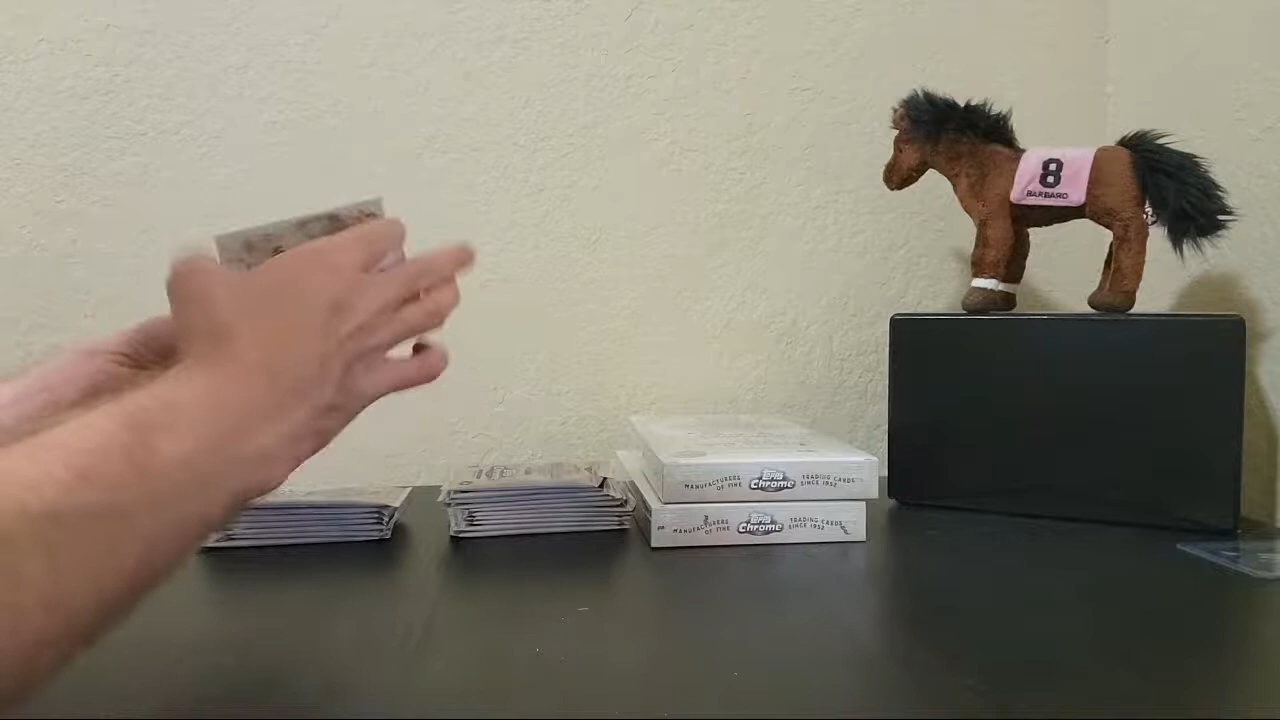 8
BARBARO
MANUFACTURERS
OF FINE
TOPPS
Chrome
TRADING CARDS
SINCE 1952
MANUFACTURERS
OF FINE
TOPPS
Chrome
TRADING CARDS
SINCE 1952